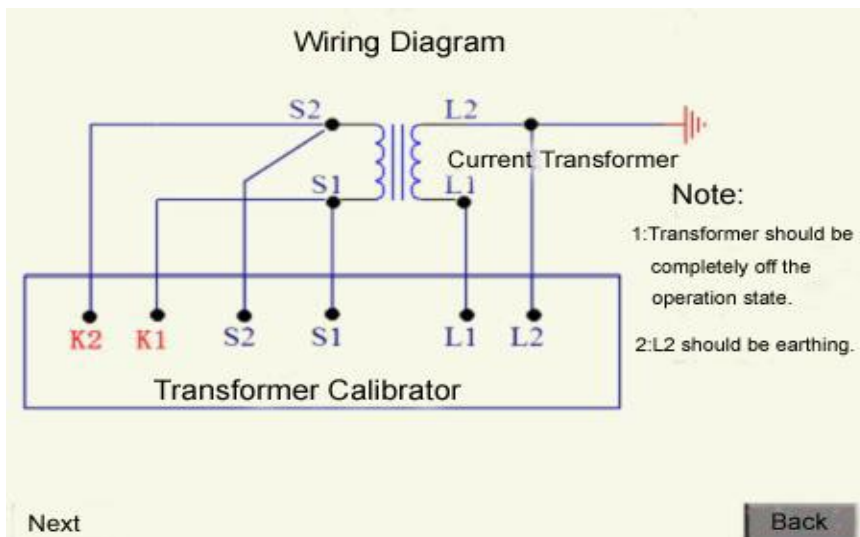 Wiring Diagram
S2
L2
Current Transformer
S1
L1
Note:
1:Transformer should be
completely off the
operation state.
2:L2 should be earthing.
K2 K1 S2 S1 L1 L2
Transformer Calibrator
Next
Back